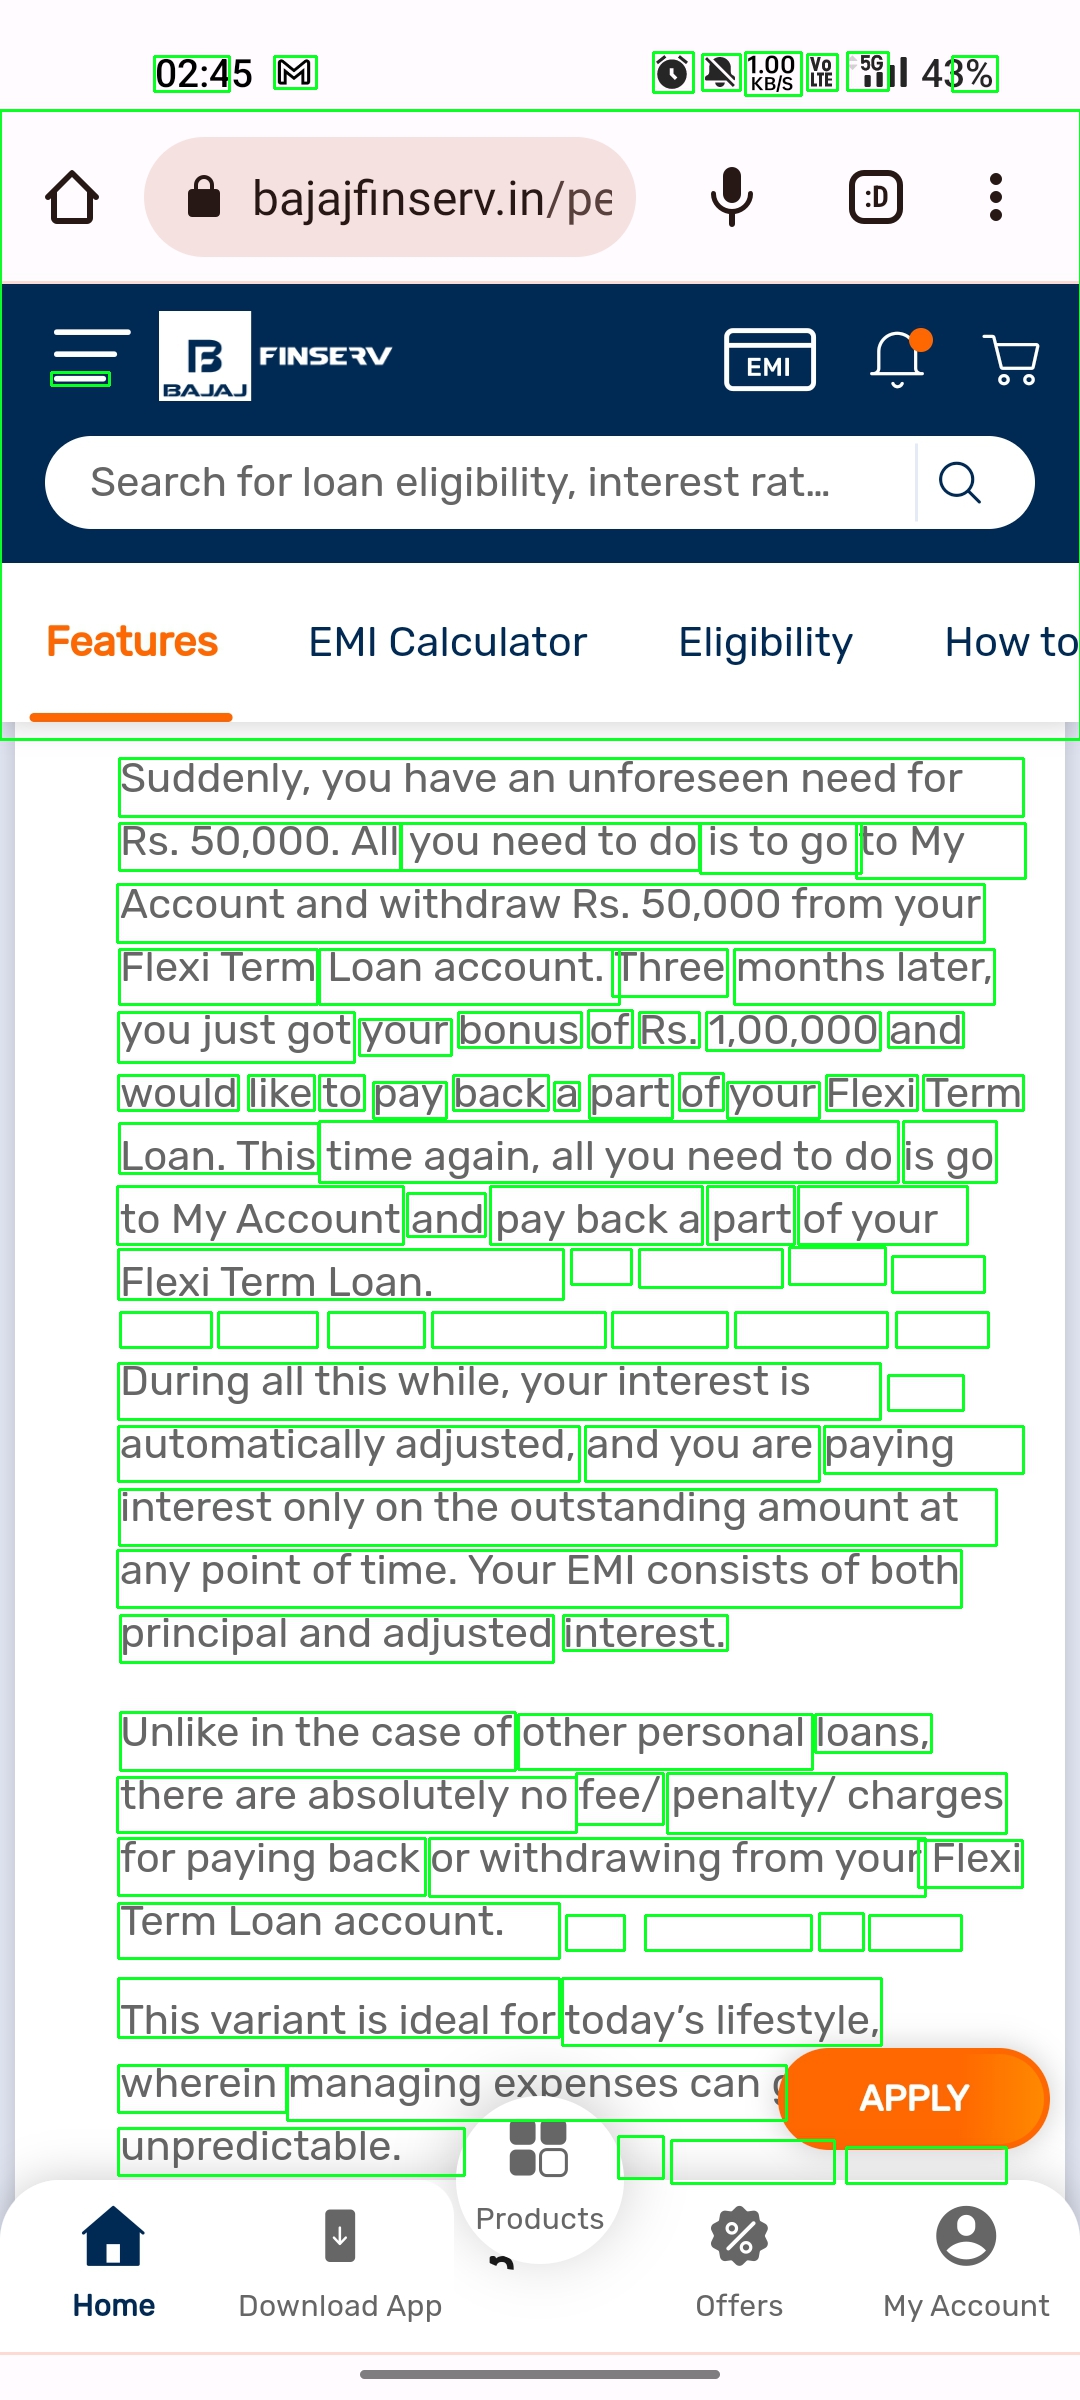 02:45 1.00 KB/S Vo LTE 5G 43%
bajajfinserv.in/pe
:D
B BAJAJ FINSERV EMI
Search for loan eligibility, interest rat...
Features EMI Calculator Eligibility How to
Suddenly, you have an unforeseen need for
Rs. 50,000. All you need to do is to go to My
Account and withdraw Rs. 50,000 from your
Flexi Term Loan account. Three months later,
you just got your bonus of Rs. 1,00,000 and
would like to pay back a part of your Flexi Term
Loan. This time again, all you need to do is go
to My Account and pay back a part of your
Flexi Term Loan.
During all this while, your interest is
automatically adjusted, and you are paying
interest only on the outstanding amount at
any point of time. Your EMI consists of both
principal and adjusted interest.
Unlike in the case of other personal loans,
there are absolutely no fee/ penalty/ charges
for paying back or withdrawing from your Flexi
Term Loan account.
This variant is ideal for today’s lifestyle,
wherein managing expenses can
APPLY
unpredictable.
Products
Home Download App Offers My Account